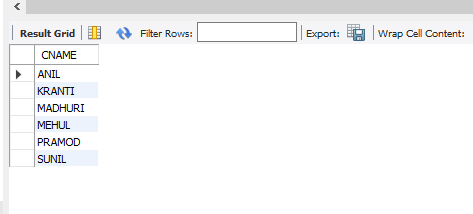 Result Grid Filter Rows: Export: Wrap Cell Content:
CNAME
ANIL
KRANTI
MADHURI
MEHUL
PRAMOD
SUNIL